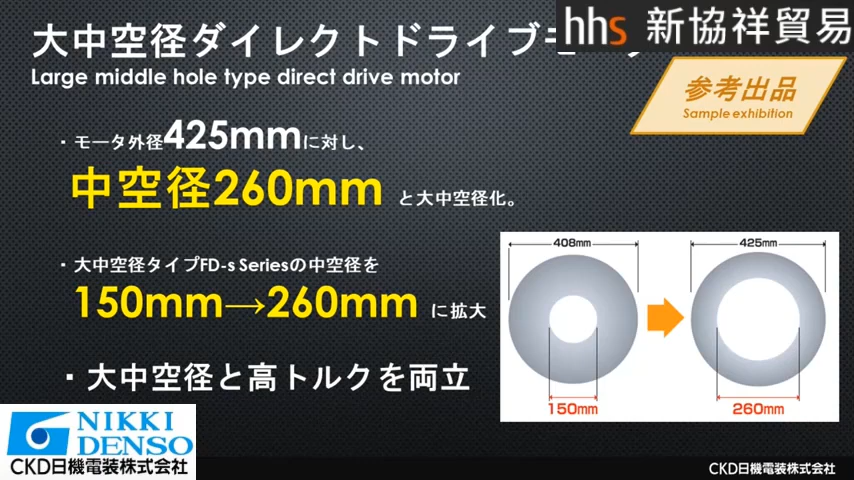 hhs 新協祥貿易
大中空径ダイレクトドライブモータ
Large middle hole type direct drive motor
参考出品
Sample exhibition
・モータ外径425mmに対し、
中空径260mm と大中空径化。
・大中空径タイプFD-s Seriesの中空径を
150mm→260mm に拡大
・大中空径と高トルクを両立
408mm
425mm
150mm
260mm
NIKKI
DENSO
CKD日機電装株式会社
CKD日機電装株式会社